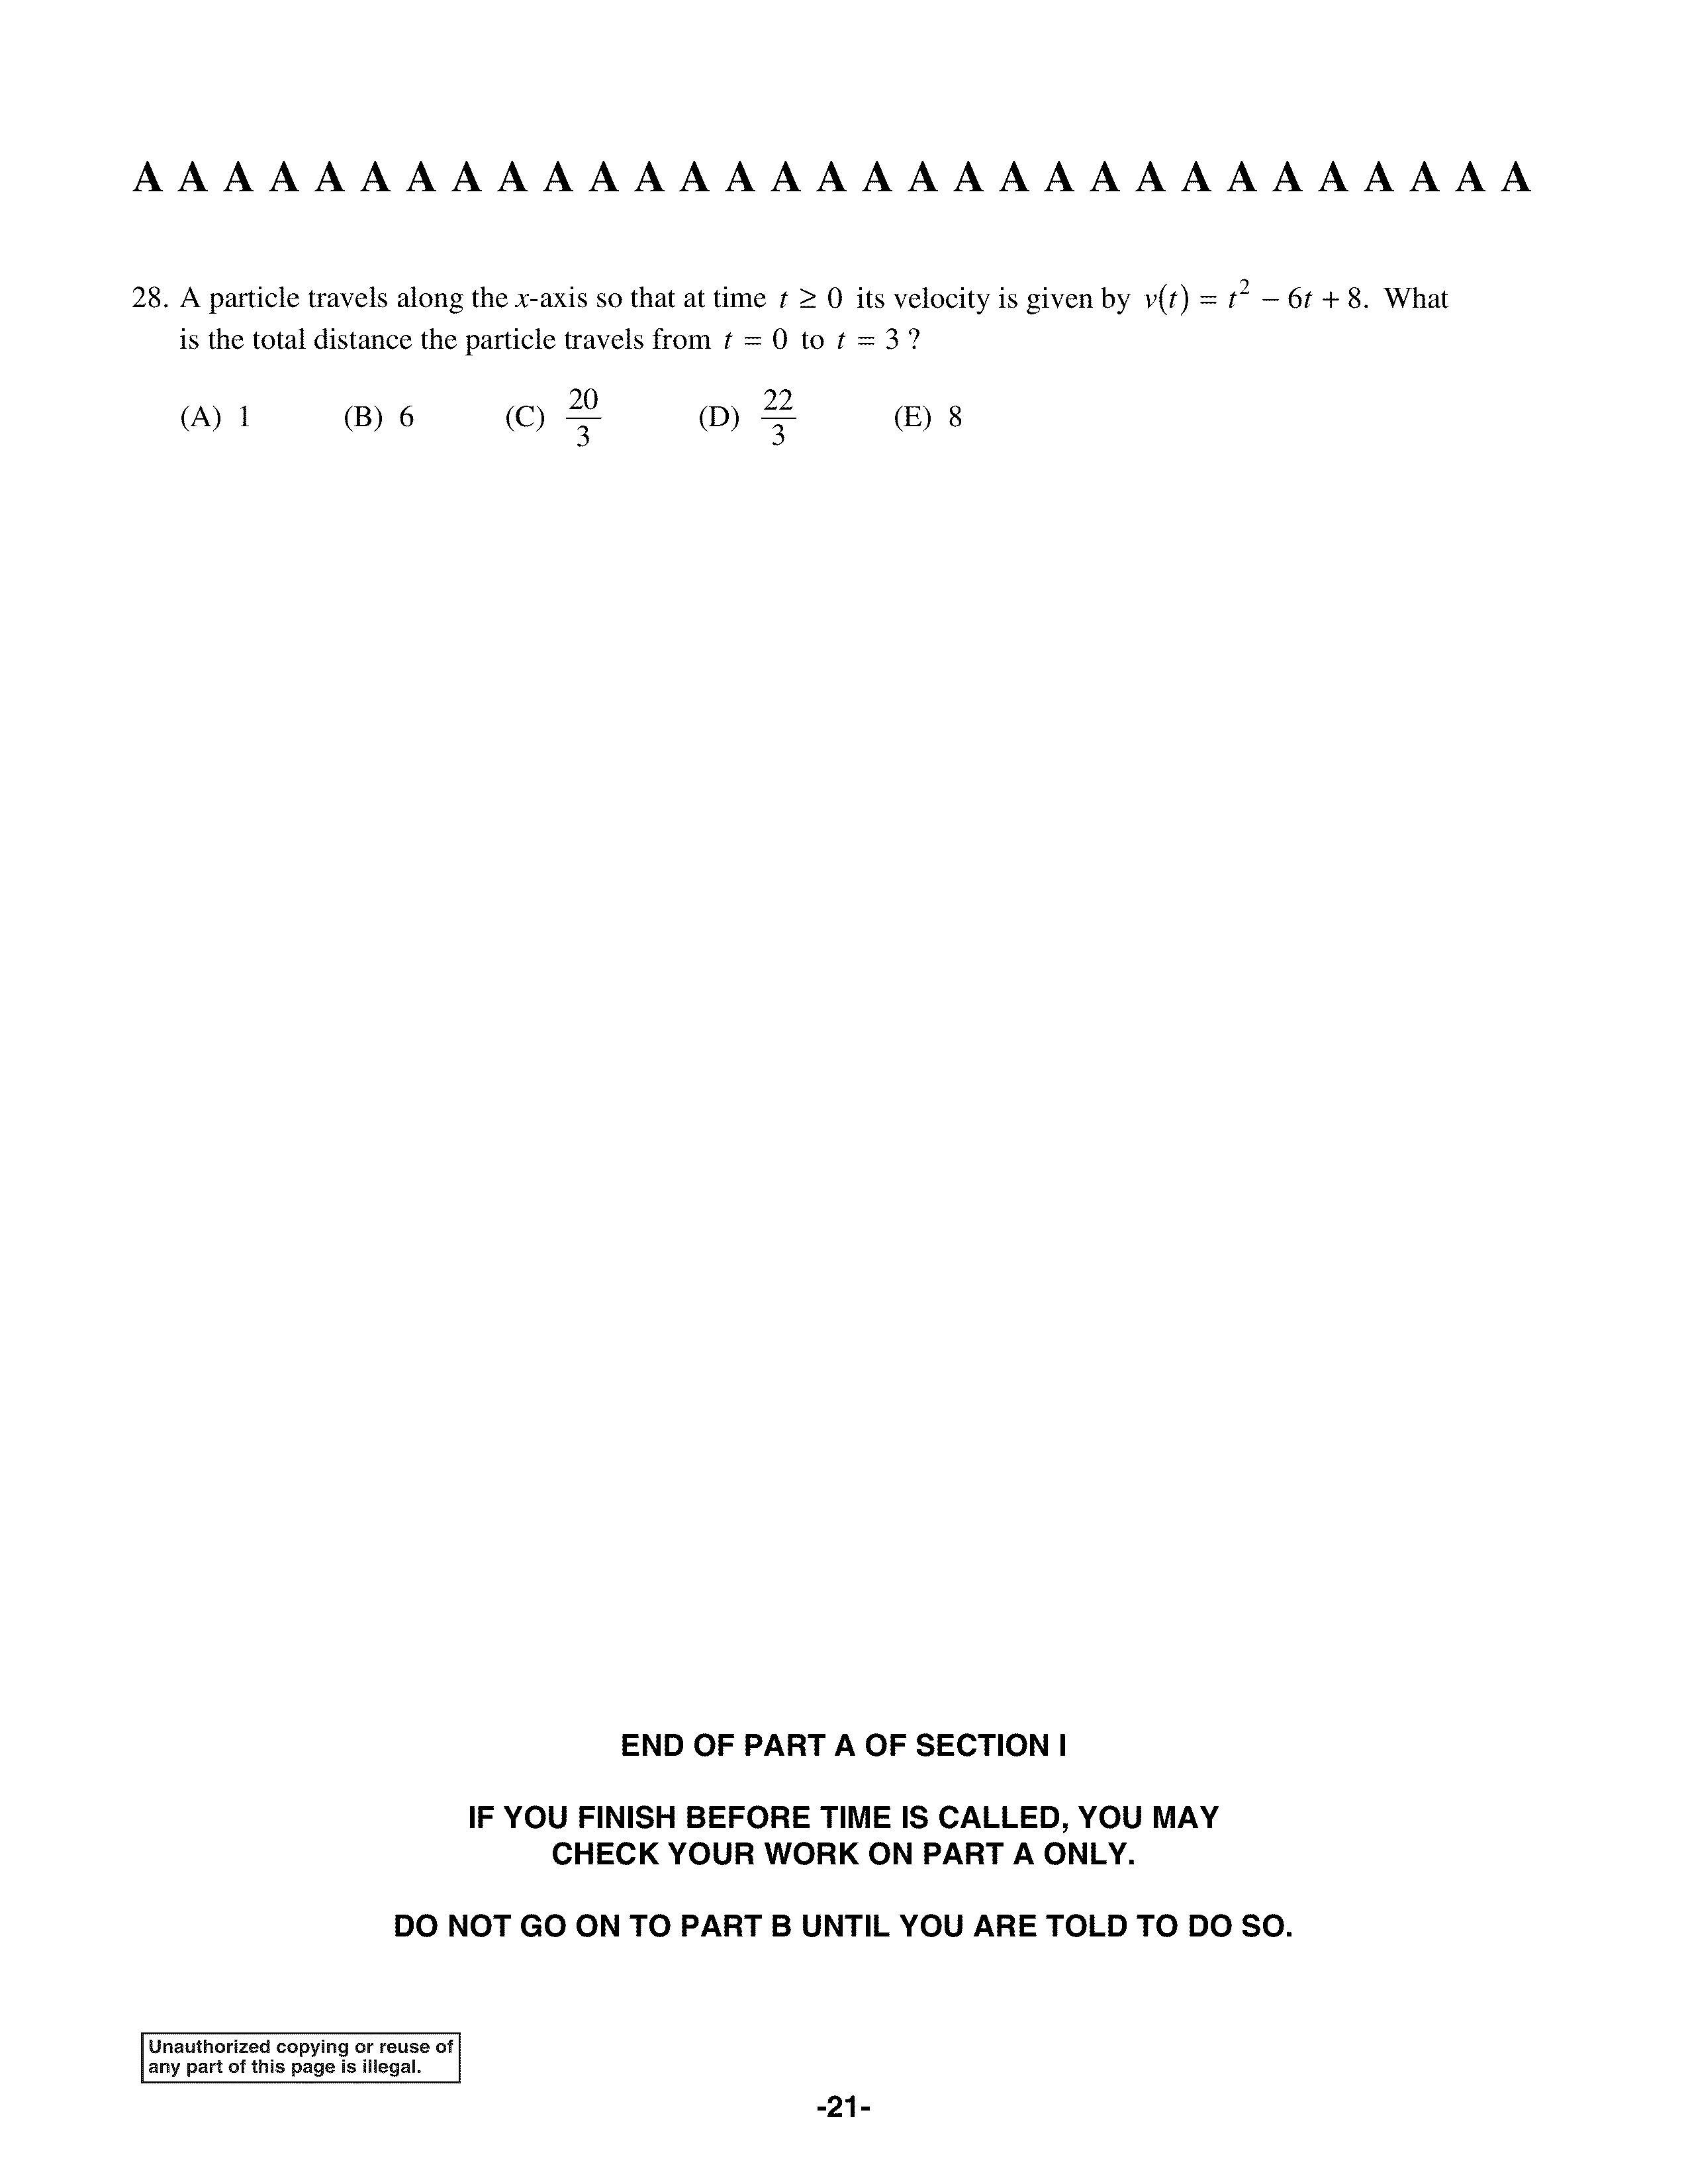 A A A A A A A A A A A A A A A A A A A A A A A A A A A A A A A
28. A particle travels along the x-axis so that at time t ≥ 0 its velocity is given by v(t) = t² − 6t + 8. What
is the total distance the particle travels from t = 0 to t = 3 ?
(A) 1 (B) 6 (C) 20/3 (D) 22/3 (E) 8
END OF PART A OF SECTION I
IF YOU FINISH BEFORE TIME IS CALLED, YOU MAY
CHECK YOUR WORK ON PART A ONLY.
DO NOT GO ON TO PART B UNTIL YOU ARE TOLD TO DO SO.
Unauthorized copying or reuse of
any part of this page is illegal.
-21-